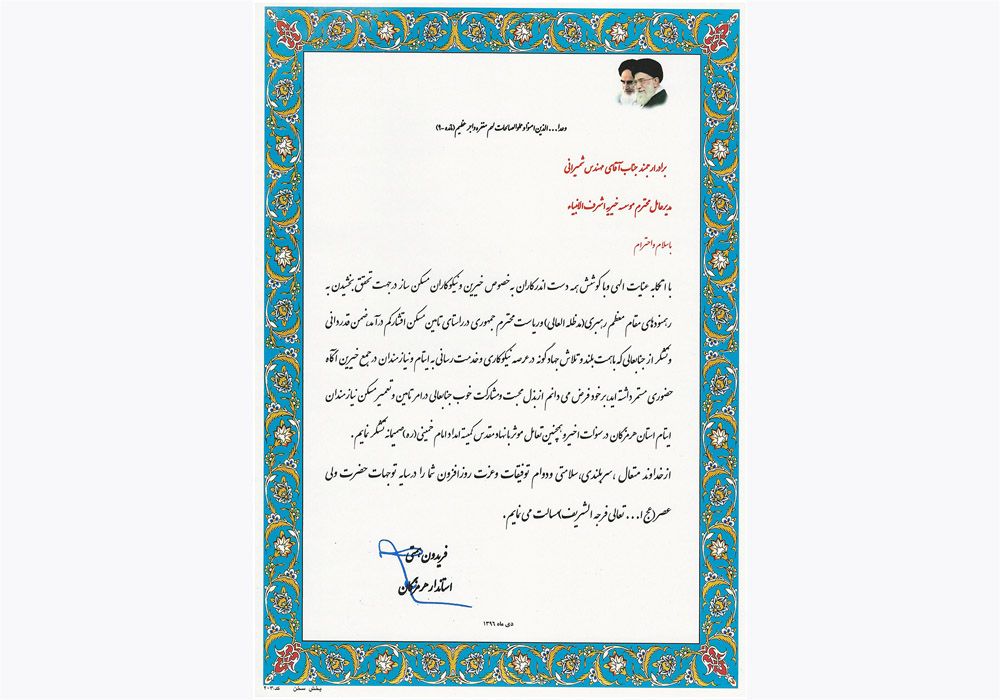 وعدا... الذین امنوا و عملوا الصالحات لهم مغفره و اجر عظیم (مائده-۹)
برادر ارجمند جناب آقای مهندس شمیرانی
مدیرعامل محترم موسسه خیریه اشرف الانبیاء
با سلام و احترام
با اتکا به عنایت الهی و با کوشش همه دست اندرکاران به خصوص خیرین و نیکوکاران مسکن ساز در جهت تحقق بخشیدن به
رهنمودهای مقام معظم رهبری(مدظله العالی)و ریاست محترم جمهوری در راستای تامین مسکن اقشار کم درآمد،ضمن قدردانی
و تشکر از جنابعالی که با همت بلند و تلاش جهادگونه در عرصه نیکوکاری و خدمت رسانی به ایتام و نیازمندان در جمع خیرین آگاه
حضوری مستمر داشته اید،برخود فرض می دانم از بذل محبت و مشارکت خوب جنابعالی در امر تامین و تعمیر مسکن نیازمندان
ایتام استان هرمزگان در سنوات اخیر و همچنین تعامل موثر با نهاد مقدس کمیته امداد امام خمینی(ره)صمیمانه تشکر نمایم.
از خداوند متعال ،سربلندی،سلامتی و دوام توفیقات و عزت روزافزون شما را در سایه توجهات حضرت ولی
عصر(عج ا... تعالی فرجه الشریف)مسالت می نمایم.
فریدون همتی
استاندار هرمزگان
دی ماه ۱۳۹۶
پخش سخن کد:۲۰۳